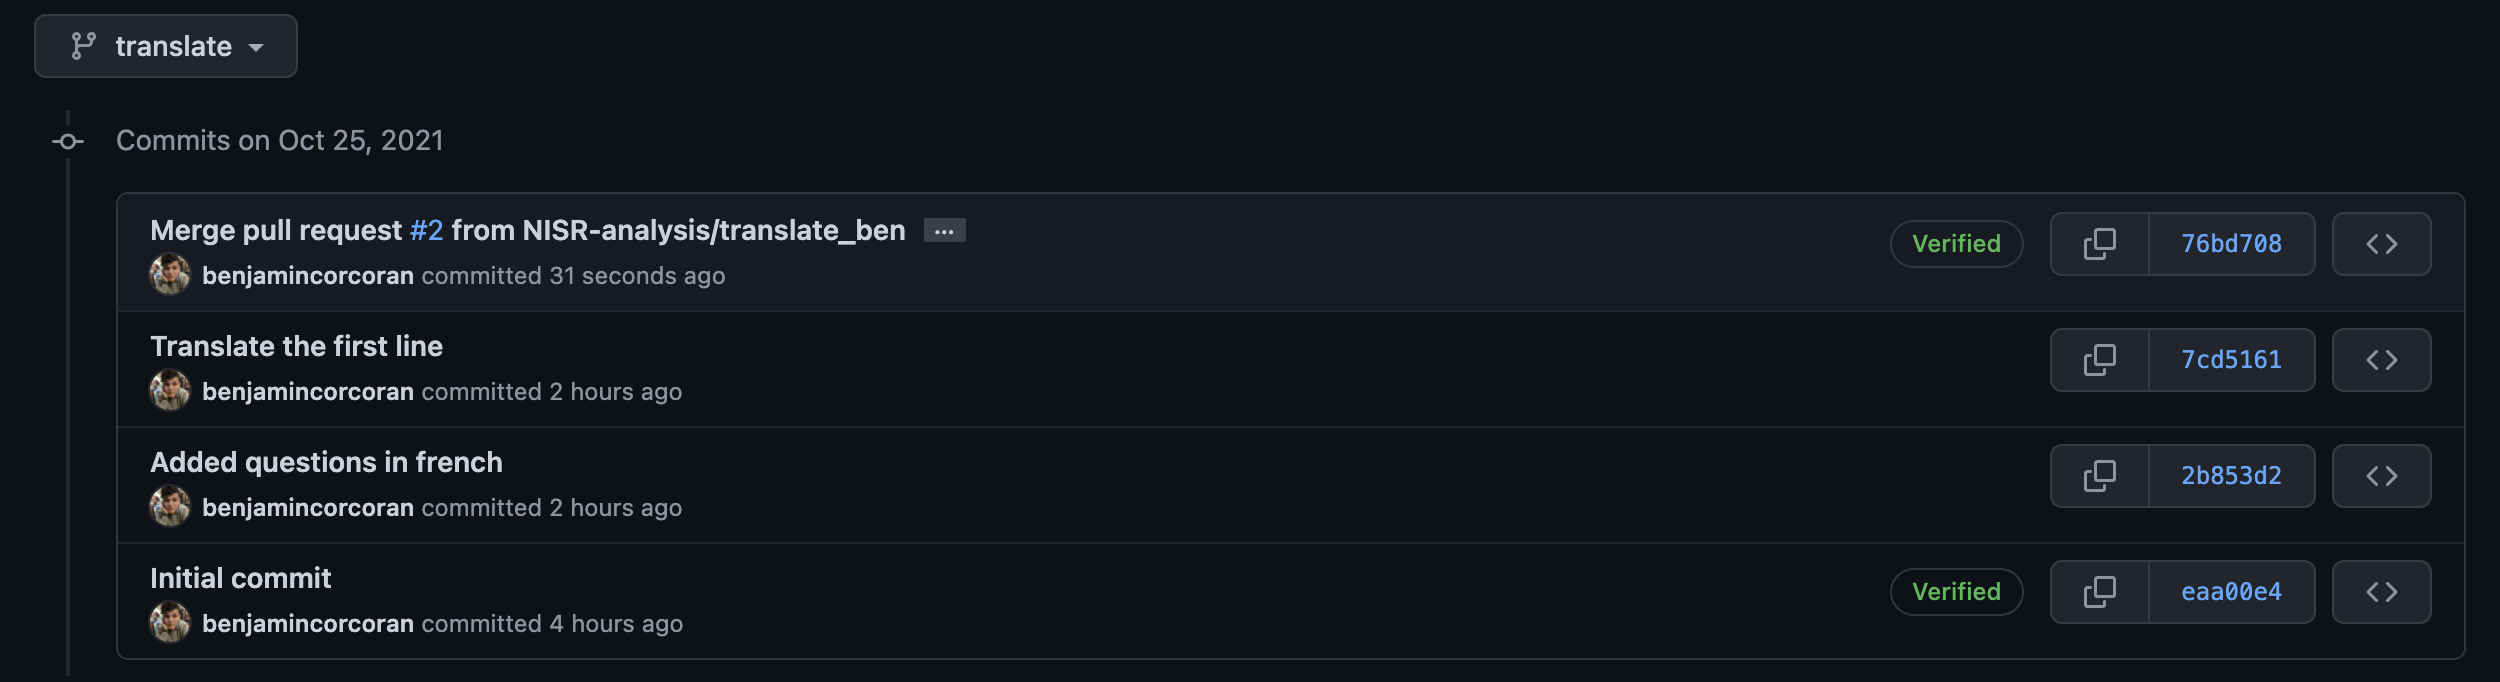 translate
Commits on Oct 25, 2021
Merge pull request #2 from NISR-analysis/translate_ben ...
Verified
76bd708
benjamincorcoran committed 31 seconds ago
Translate the first line
7cd5161
benjamincorcoran committed 2 hours ago
Added questions in french
2b853d2
benjamincorcoran committed 2 hours ago
Initial commit
Verified
eaa00e4
benjamincorcoran committed 4 hours ago